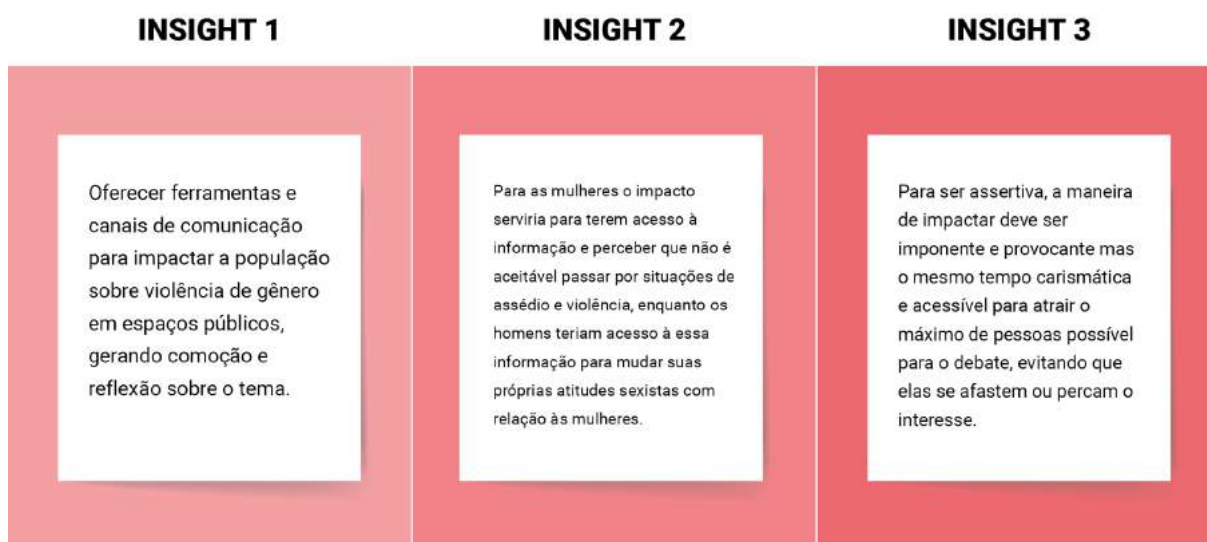 INSIGHT 1
Oferecer ferramentas e
canais de comunicação
para impactar a população
sobre violência de gênero
em espaços públicos,
gerando comoção e
reflexão sobre o tema.
INSIGHT 2
Para as mulheres o impacto
serviria para terem acesso à
informação e perceber que não é
aceitável passar por situações de
assédio e violência, enquanto os
homens teriam acesso à essa
informação para mudar suas
próprias atitudes sexistas com
relação às mulheres.
INSIGHT 3
Para ser assertiva, a maneira
de impactar deve ser
imponente e provocante mas
o mesmo tempo carismática
e acessível para atrair o
máximo de pessoas possível
para o debate, evitando que
elas se afastem ou percam o
interesse.